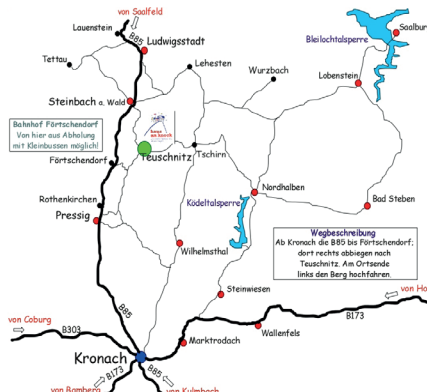 von Saalfeld
Lauenstein
B85
Ludwigsstadt
Saalburg
Bleilochtalsperre
Tettau
Lehesten
Wurzbach
Lobenstein
Steinbach a. Wald
Bahnhof Förtschendorf
Von hier aus Abholung
mit Kleinbussen möglich!
Teuschnitz
Tschirn
Förtschendorf
Nordhalben
Rothenkirchen
Ködeltalsperre
Bad Steben
Pressig
Wegbeschreibung
Ab Kronach die B85 bis Förtschendorf;
dort rechts abbiegen nach
Teuschnitz. Am Ortsende
links den Berg hochfahren.
Wilhelmsthal
Steinwiesen
von Ho
B85
B173
von Coburg
B303
Wallenfels
Marktrodach
Kronach
B173
B85
von Bamberg
von Kulmbach